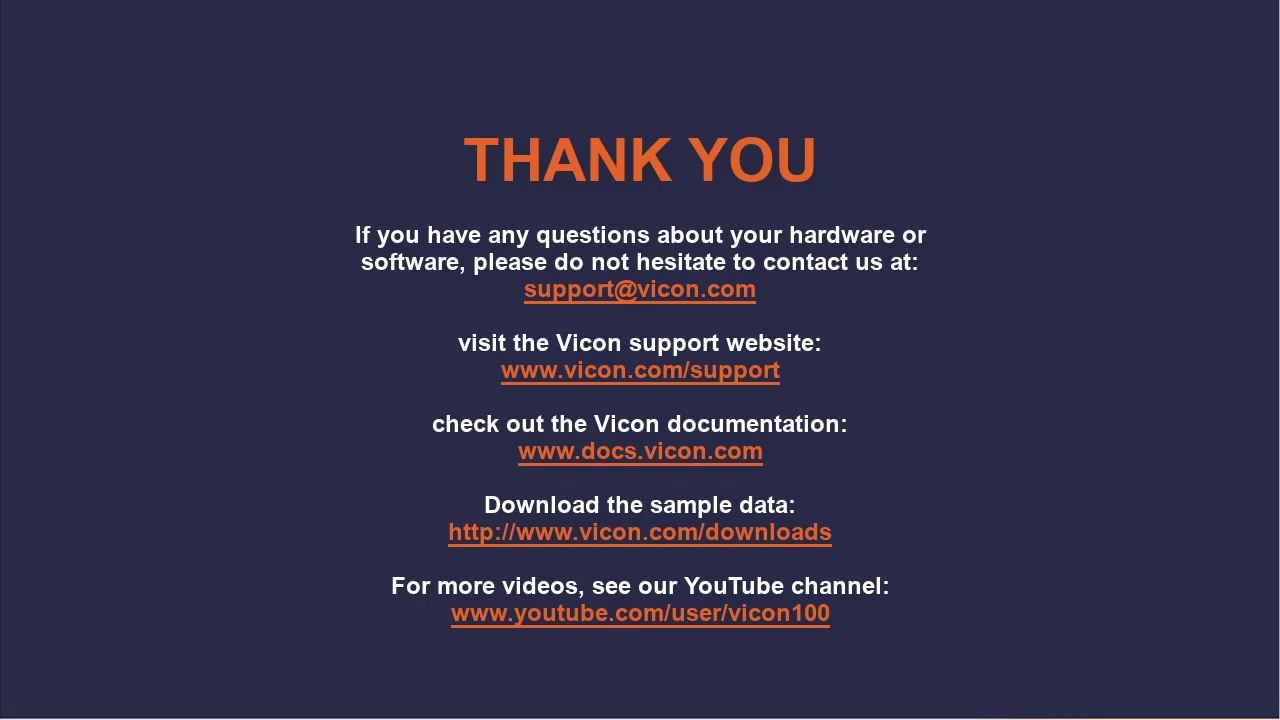 THANK YOU
If you have any questions about your hardware or
software, please do not hesitate to contact us at:
support@vicon.com
visit the Vicon support website:
www.vicon.com/support
check out the Vicon documentation:
www.docs.vicon.com
Download the sample data:
http://www.vicon.com/downloads
For more videos, see our YouTube channel:
www.youtube.com/user/vicon100